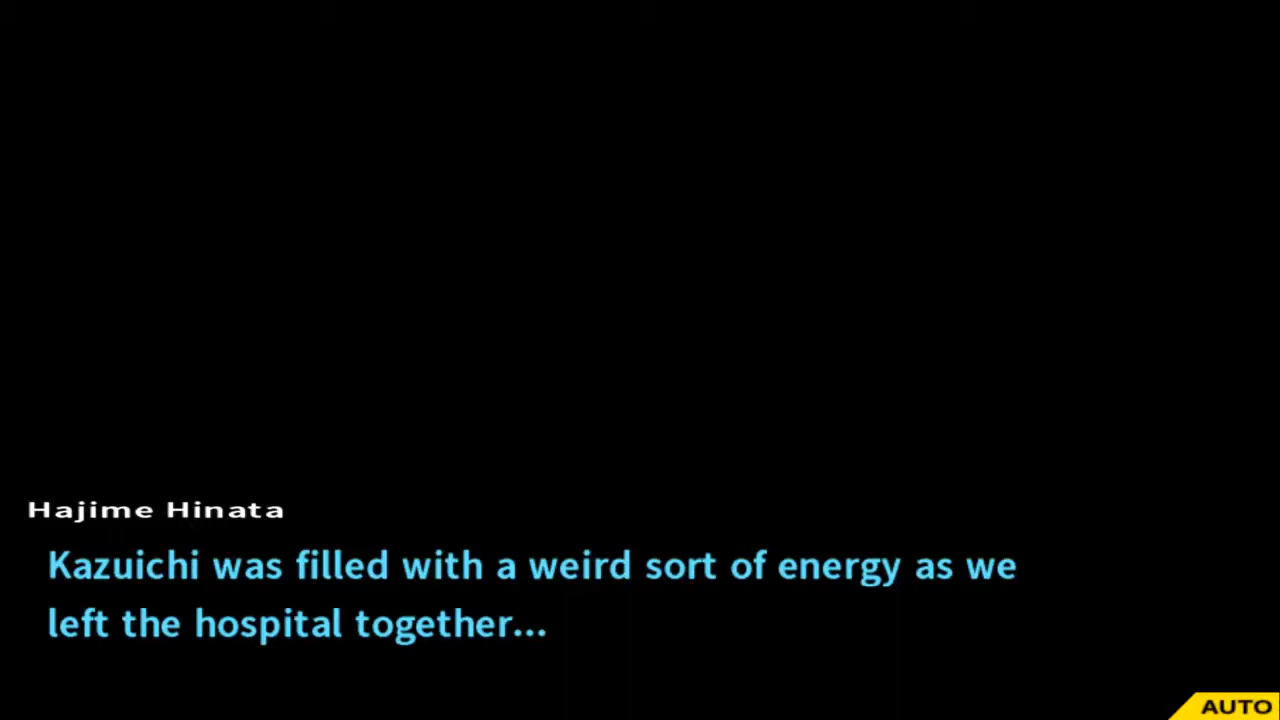 Hajime Hinata
Kazuichi was filled with a weird sort of energy as we
left the hospital together...
AUTO